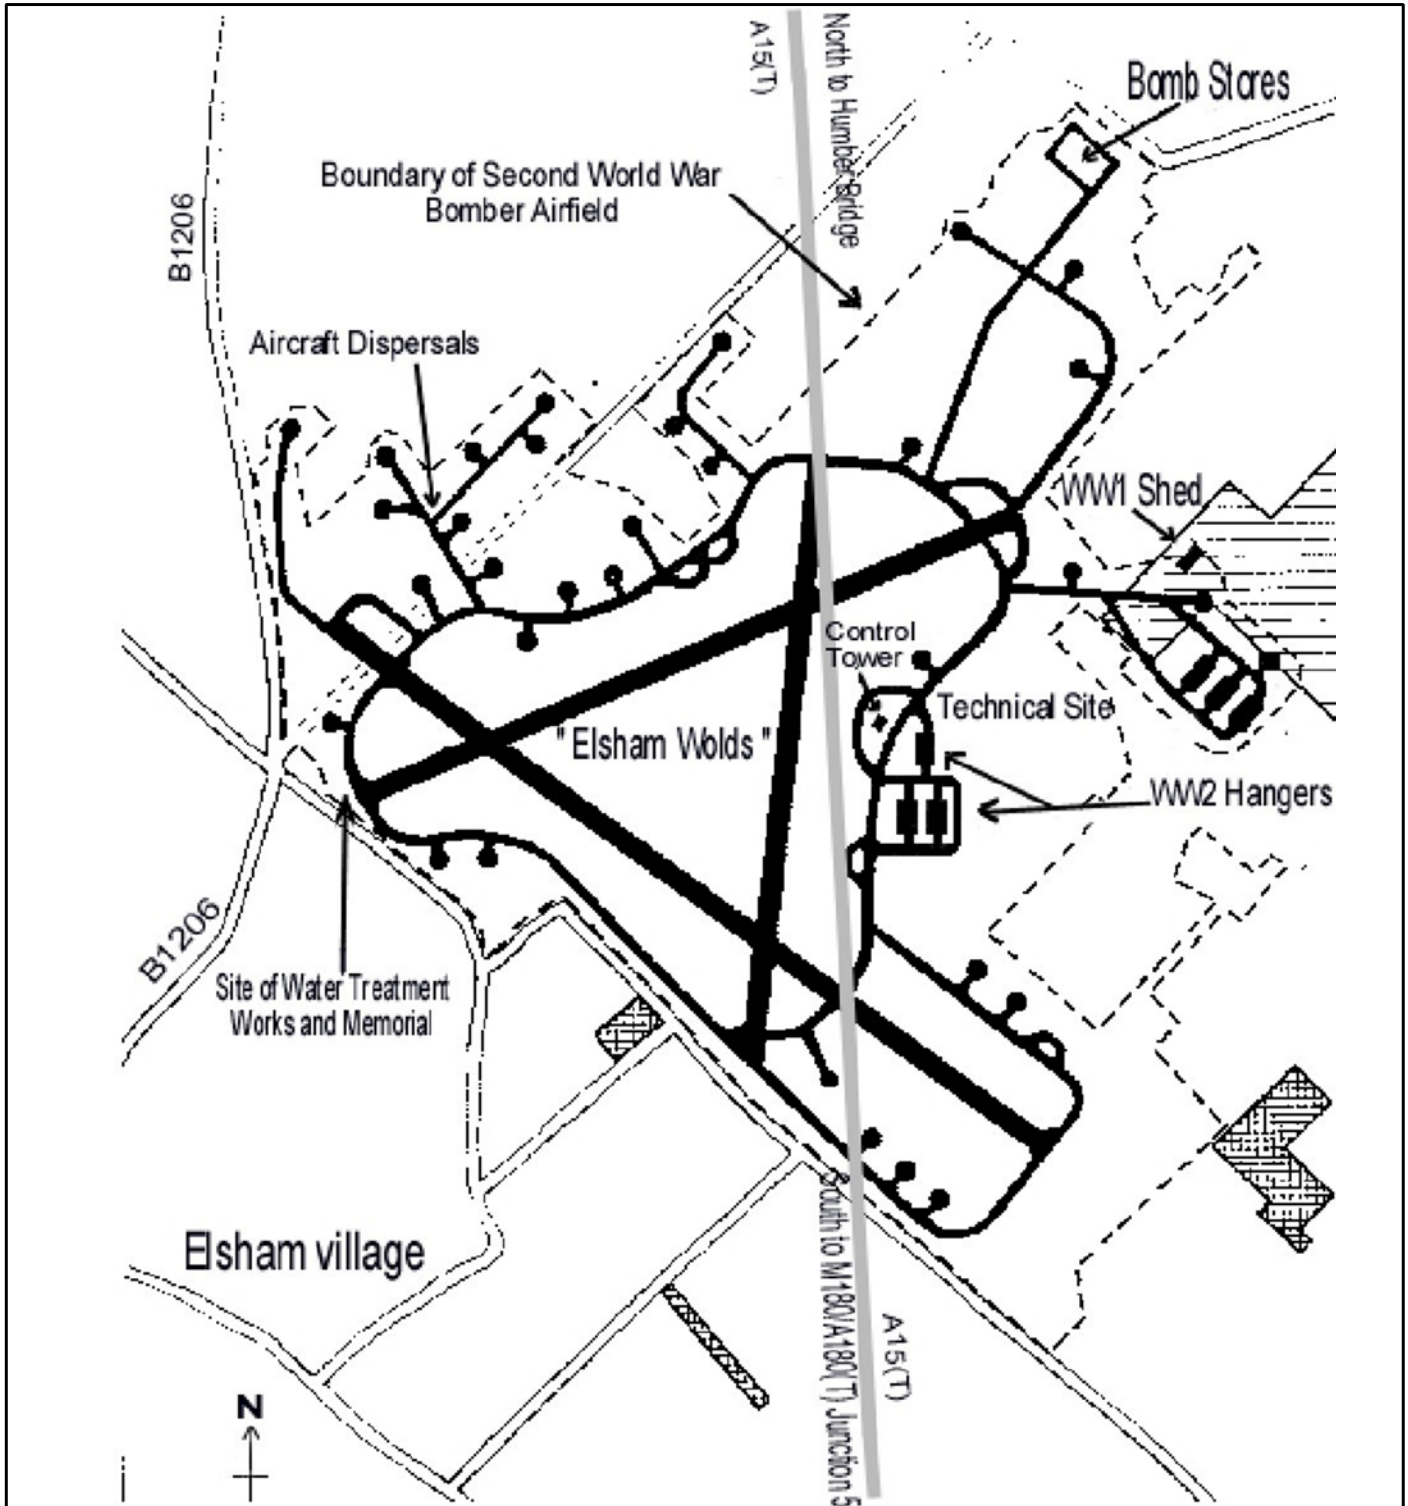 A15(T)
North to Humber Bridge
Bomb Stores
Boundary of Second World War
Bomber Airfield
B1206
Aircraft Dispersals
WW1 Shed
Control
Tower
Technical Site
" Elsham Wolds "
WW2 Hangers
B1206
Site of Water Treatment
Works and Memorial
Elsham village
South to M180/A180(T) Junction 5
A15(T)
N